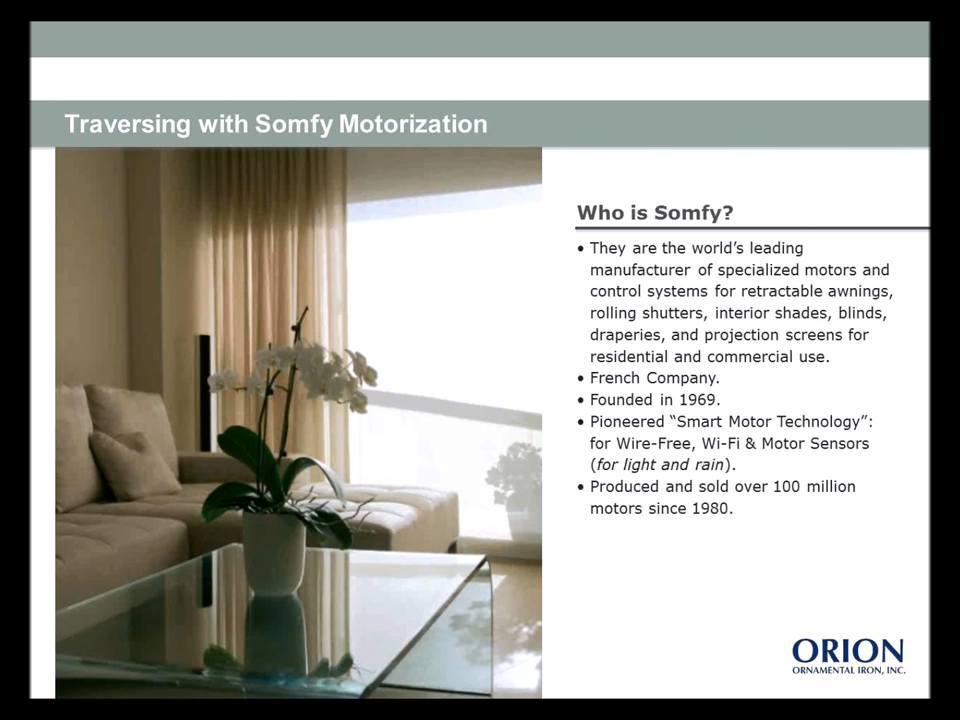 Traversing with Somfy Motorization
Who is Somfy?
• They are the world’s leading
manufacturer of specialized motors and
control systems for retractable awnings,
rolling shutters, interior shades, blinds,
draperies, and projection screens for
residential and commercial use.
• French Company.
• Founded in 1969.
• Pioneered “Smart Motor Technology”:
for Wire-Free, Wi-Fi & Motor Sensors
(for light and rain).
• Produced and sold over 100 million
motors since 1980.
ORION
ORNAMENTAL IRON, INC.